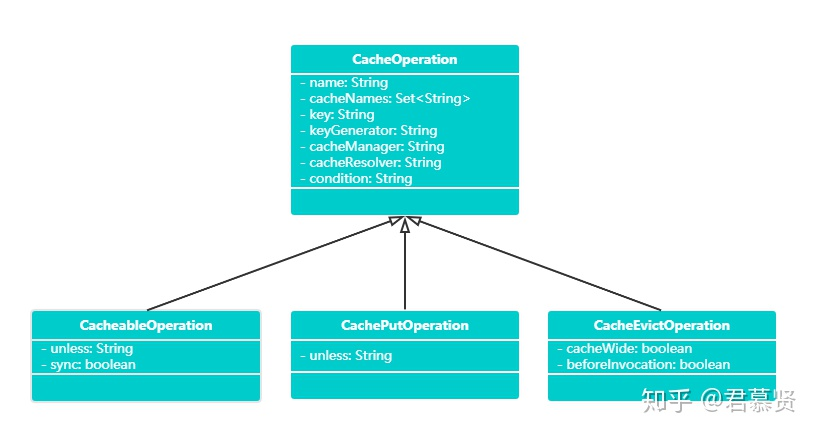 CacheOperation
- name: String
- cacheNames: Set<String>
- key: String
- keyGenerator: String
- cacheManager: String
- cacheResolver: String
- condition: String
CacheableOperation
- unless: String
- sync: boolean
CachePutOperation
- unless: String
CacheEvictOperation
- cacheWide: boolean
- beforeInvocation: boolean
知乎 @君慕贤